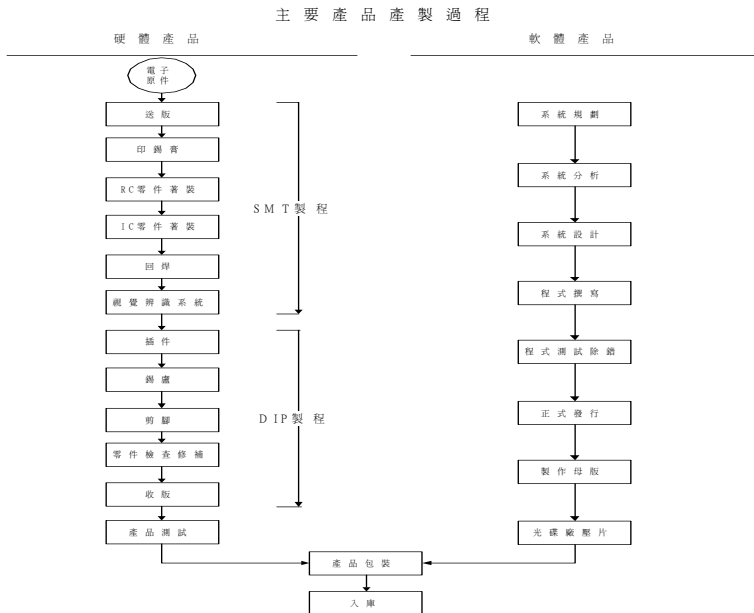 主要產品產製過程
硬體產品
電子
原件
送版
印錫膏
RC零件著裝
IC零件著裝
回焊
視覺辨識系統
插件
錫盧
剪腳
零件檢查修補
收版
產品測試
SMT製程
DIP製程
軟體產品
系統規劃
系統分析
系統設計
程式撰寫
程式測試除錯
正式發行
製作母版
光碟廠壓片
產品包裝
入庫